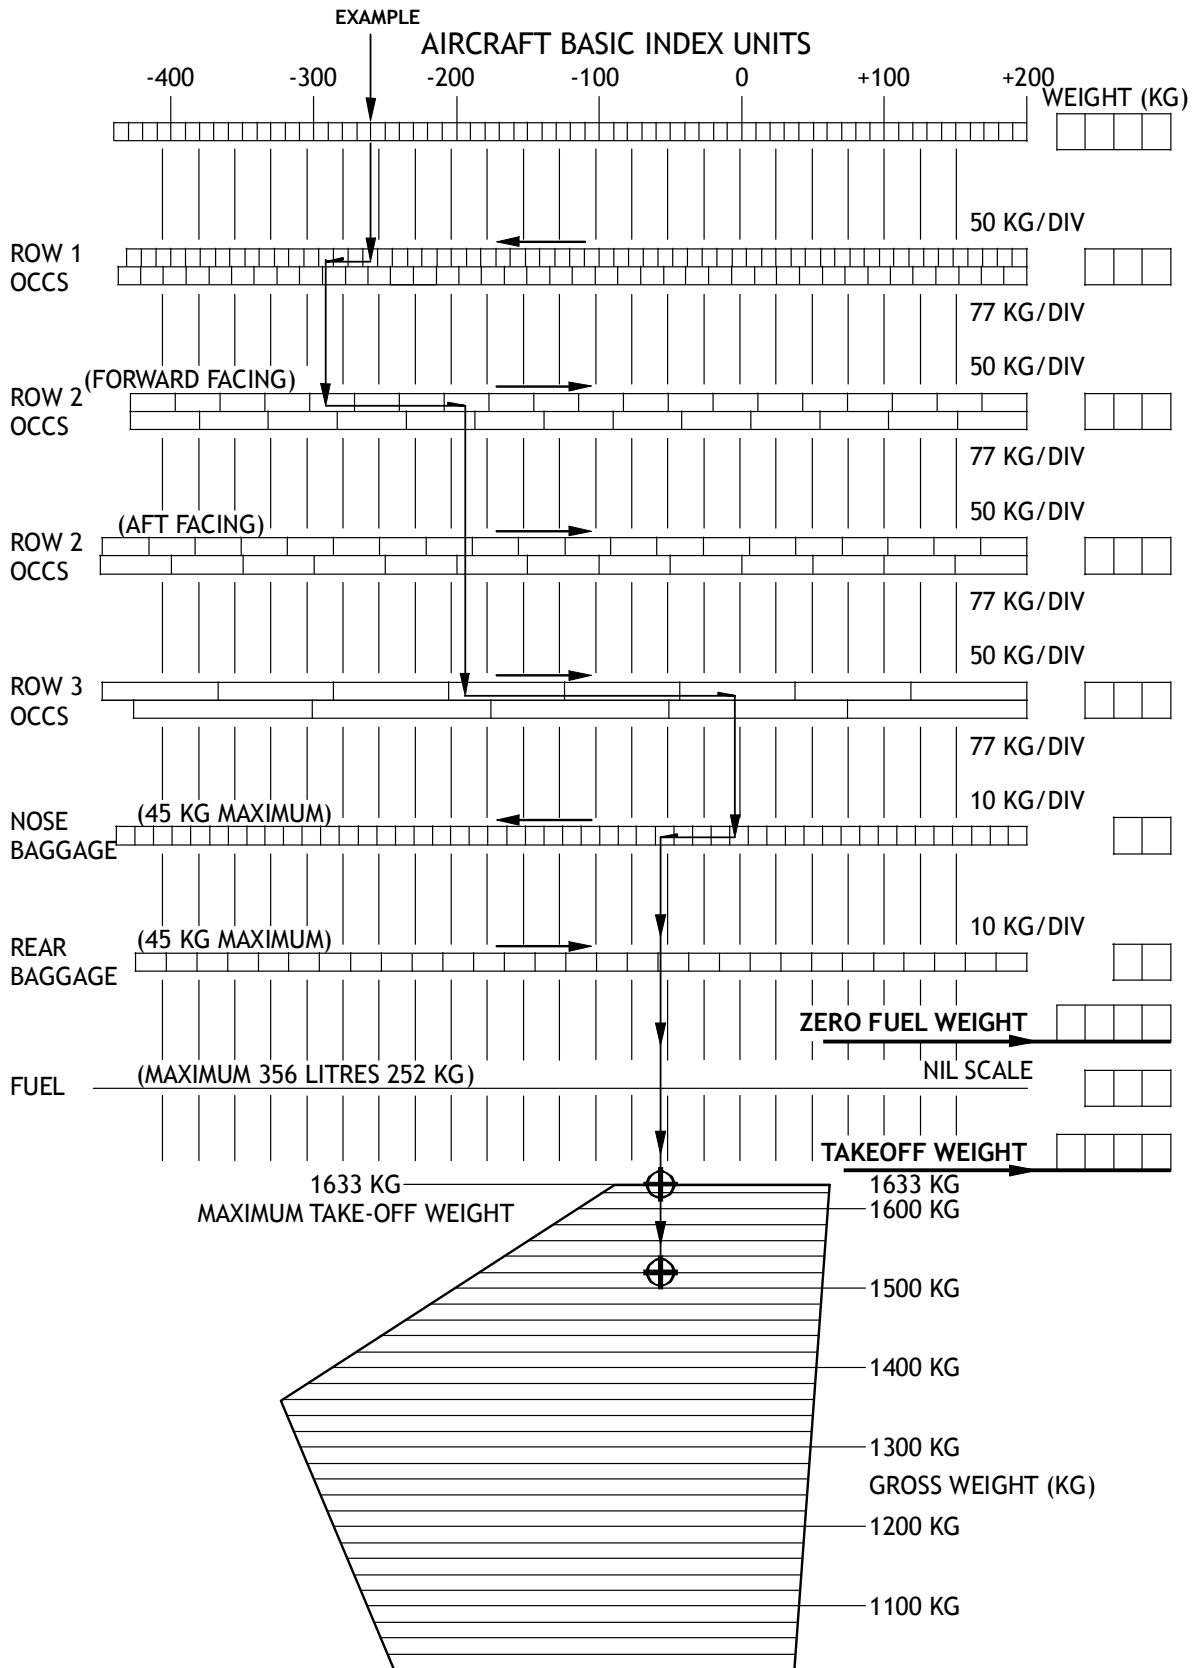 EXAMPLE
AIRCRAFT BASIC INDEX UNITS
-400 -300 -200 -100 0 +100 +200
WEIGHT (KG)
50 KG/DIV
ROW 1
OCCS
77 KG/DIV
50 KG/DIV
(FORWARD FACING)
ROW 2
OCCS
77 KG/DIV
50 KG/DIV
(AFT FACING)
ROW 2
OCCS
77 KG/DIV
50 KG/DIV
ROW 3
OCCS
77 KG/DIV
10 KG/DIV
(45 KG MAXIMUM)
NOSE
BAGGAGE
10 KG/DIV
(45 KG MAXIMUM)
REAR
BAGGAGE
ZERO FUEL WEIGHT
(MAXIMUM 356 LITRES 252 KG) NIL SCALE
FUEL
TAKEOFF WEIGHT
1633 KG 1633 KG
MAXIMUM TAKE-OFF WEIGHT 1600 KG
1500 KG
1400 KG
1300 KG
GROSS WEIGHT (KG)
1200 KG
1100 KG